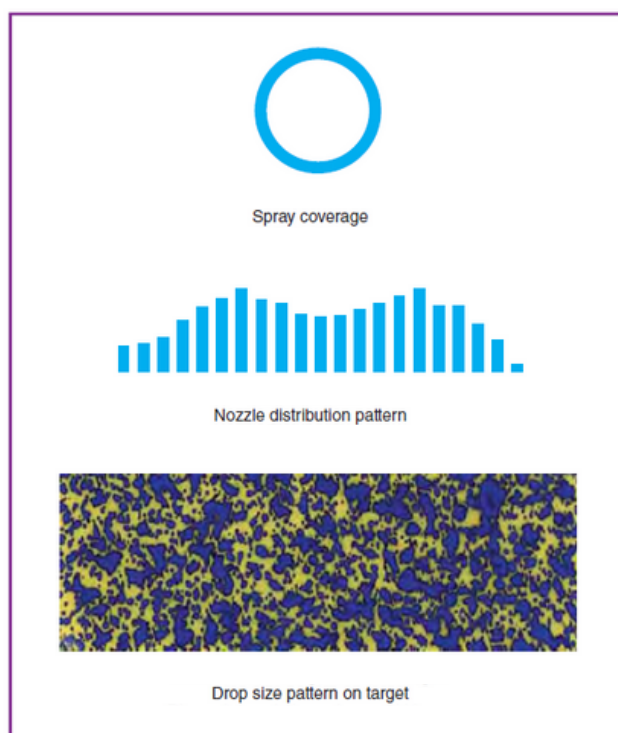 Spray coverage
Nozzle distribution pattern
Drop size pattern on target